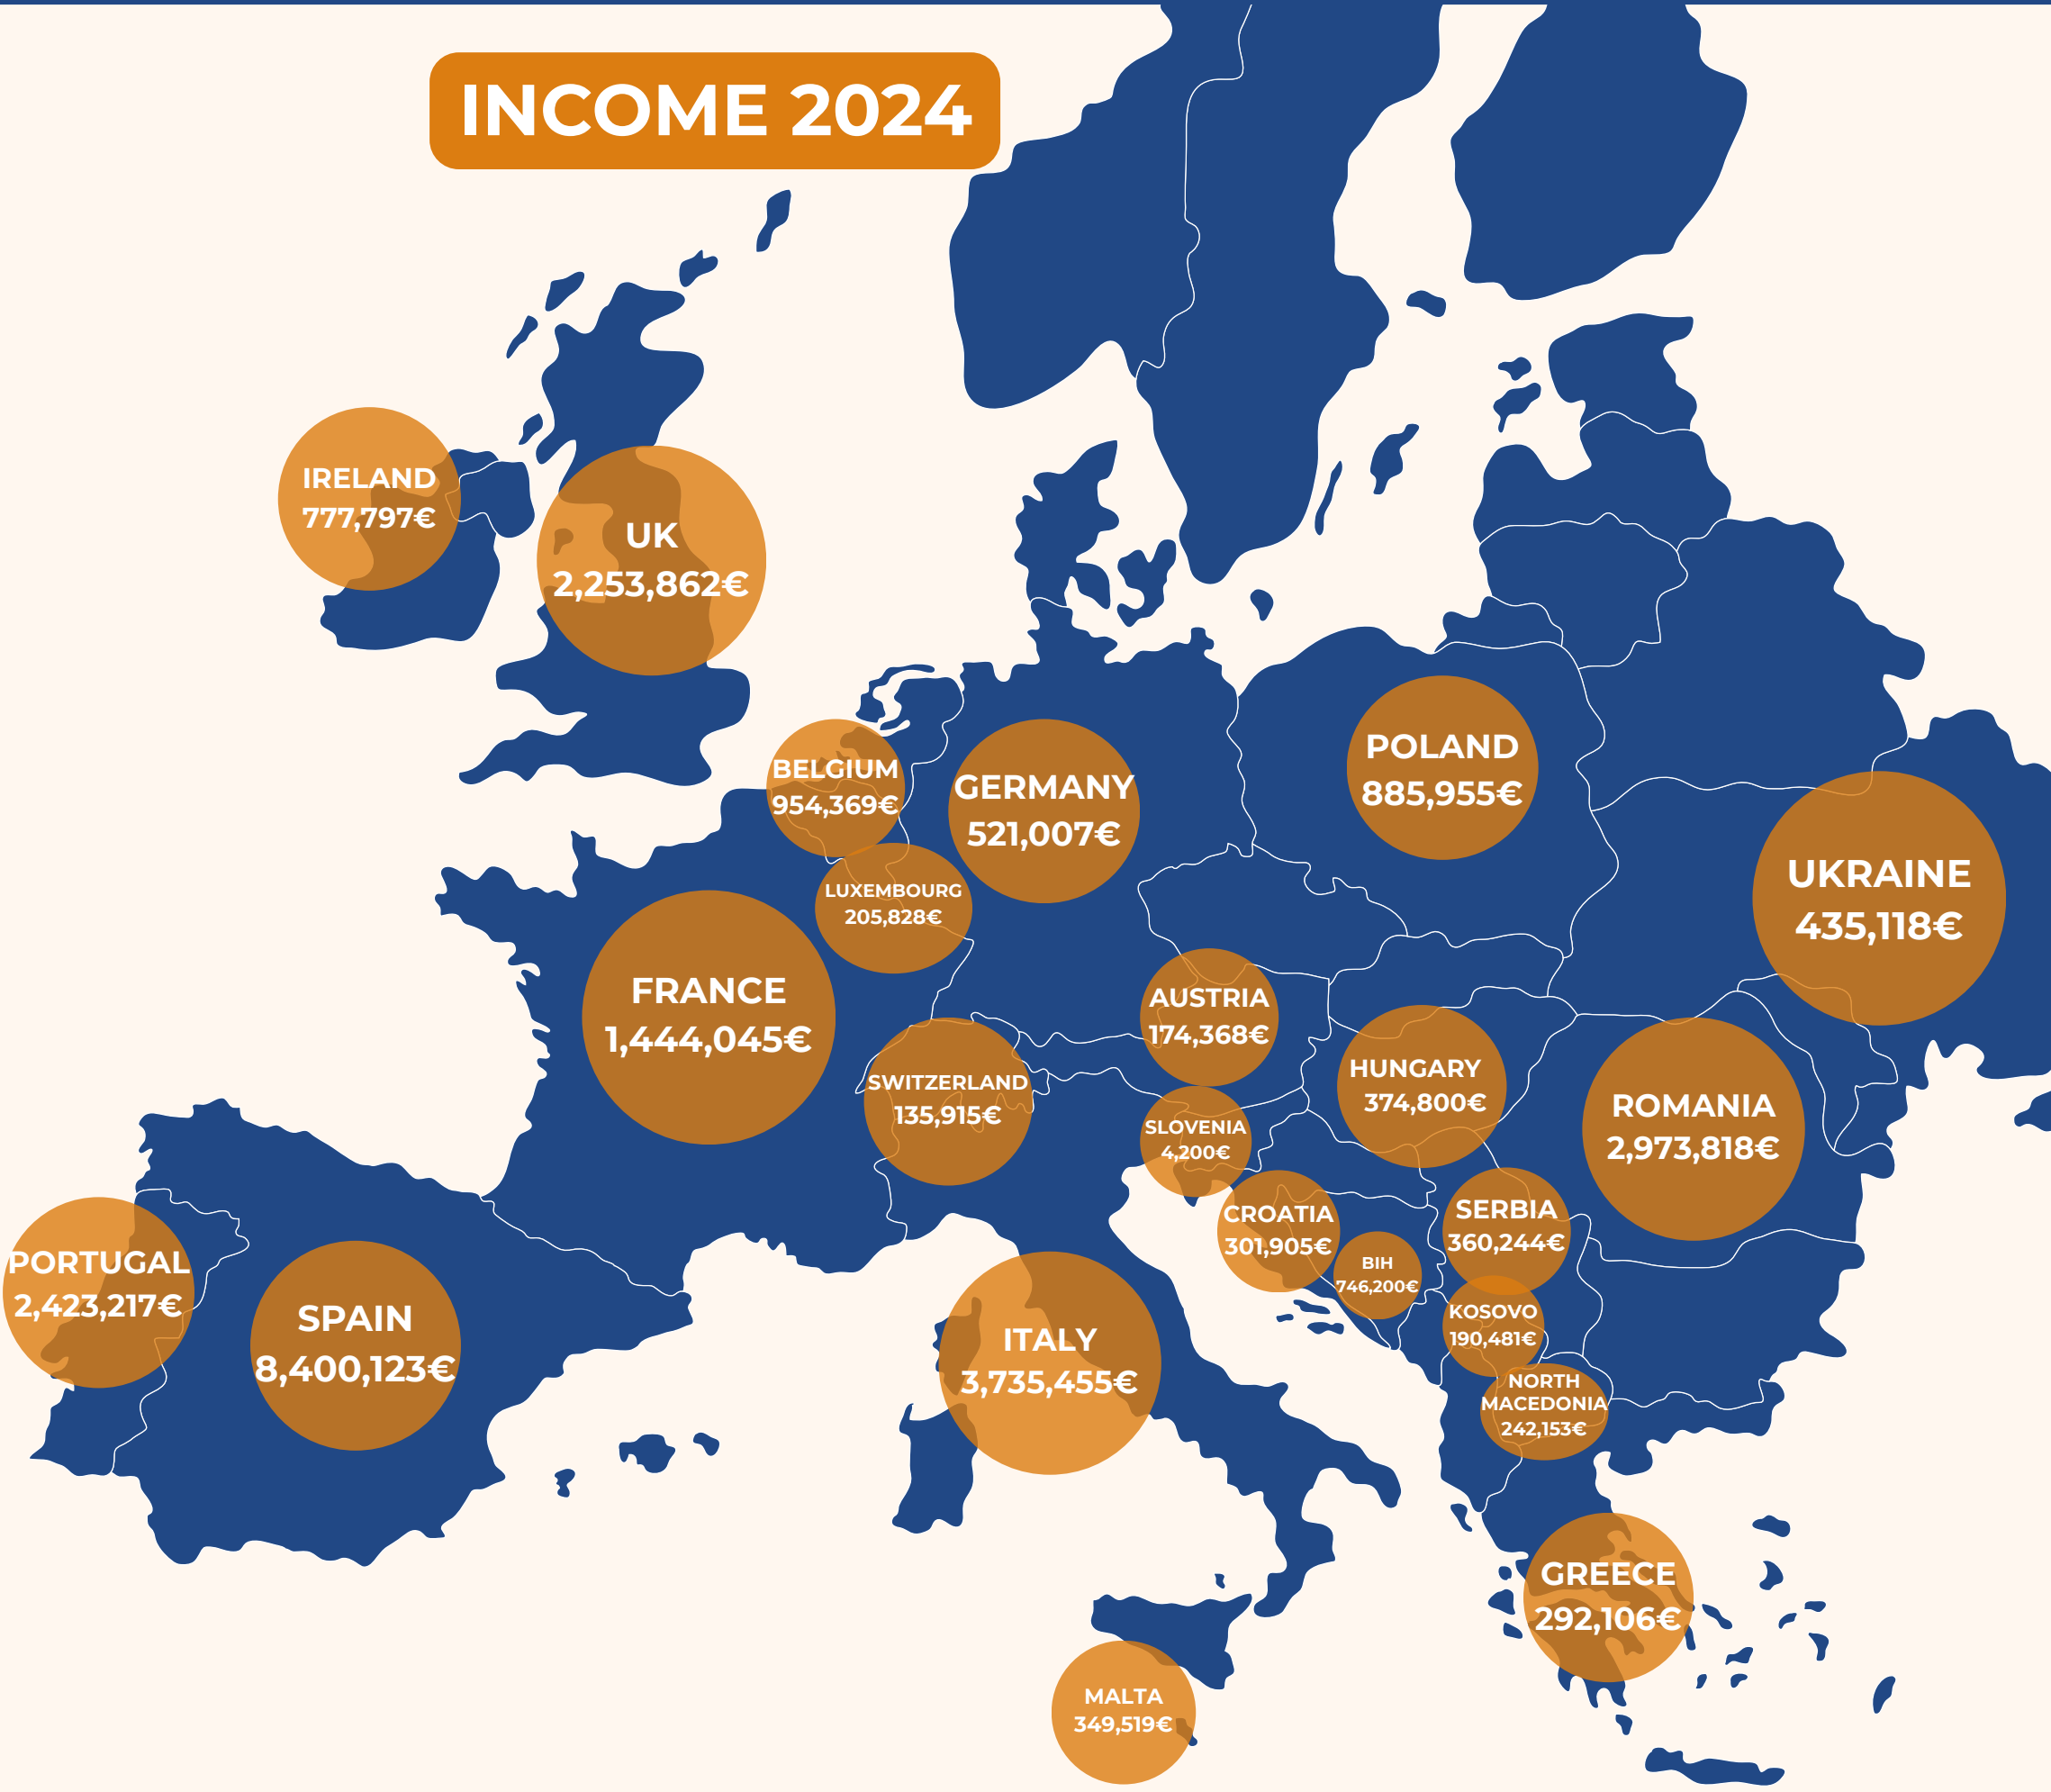 INCOME 2024
IRELAND
777,797€
UK
2,253,862€
BELGIUM
954,369€
GERMANY
521,007€
POLAND
885,955€
UKRAINE
435,118€
LUXEMBOURG
205,828€
FRANCE
1,444,045€
AUSTRIA
174,368€
SWITZERLAND
135,915€
HUNGARY
374,800€
ROMANIA
2,973,818€
SLOVENIA
4,200€
CROATIA
301,905€
SERBIA
360,244€
BIH
746,200€
PORTUGAL
2,423,217€
SPAIN
8,400,123€
ITALY
3,735,455€
KOSOVO
190,481€
NORTH
MACEDONIA
242,153€
GREECE
292,106€
MALTA
349,519€